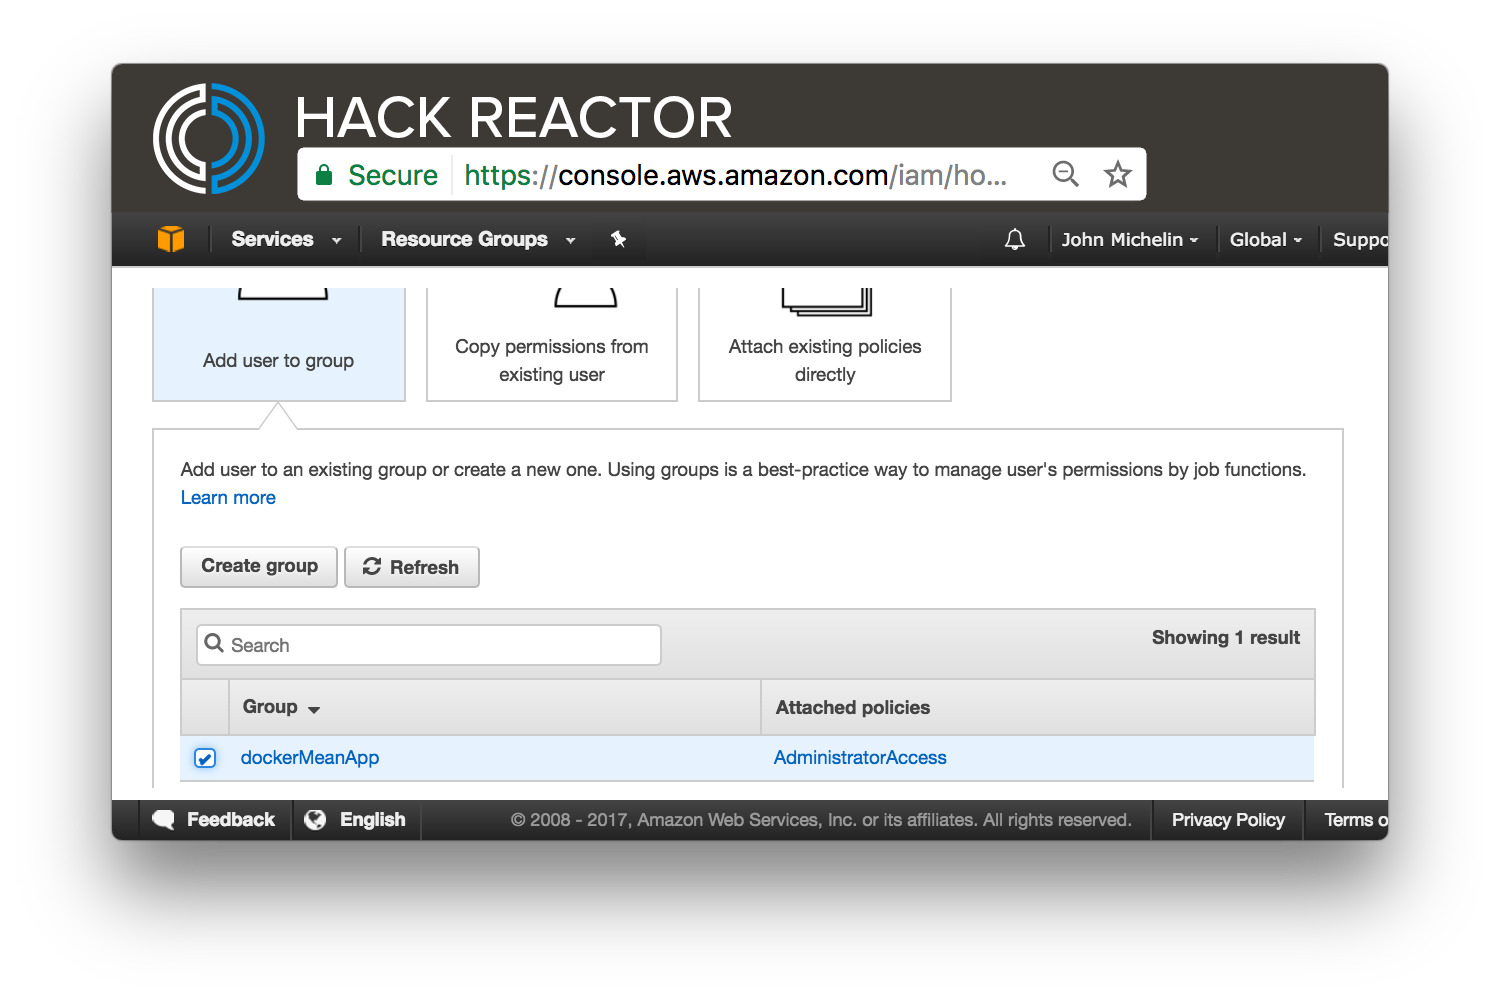 HACK REACTOR
Secure https://console.aws.amazon.com/iam/ho...
Services Resource Groups John Michelin Global Suppo
Add user to group
Copy permissions from
existing user
Attach existing policies
directly
Add user to an existing group or create a new one. Using groups is a best-practice way to manage user's permissions by job functions.
Learn more
Create group Refresh
Search
Showing 1 result
Group Attached policies
dockerMeanApp AdministratorAccess
Feedback English © 2008 - 2017, Amazon Web Services, Inc. or its affiliates. All rights reserved. Privacy Policy Terms o